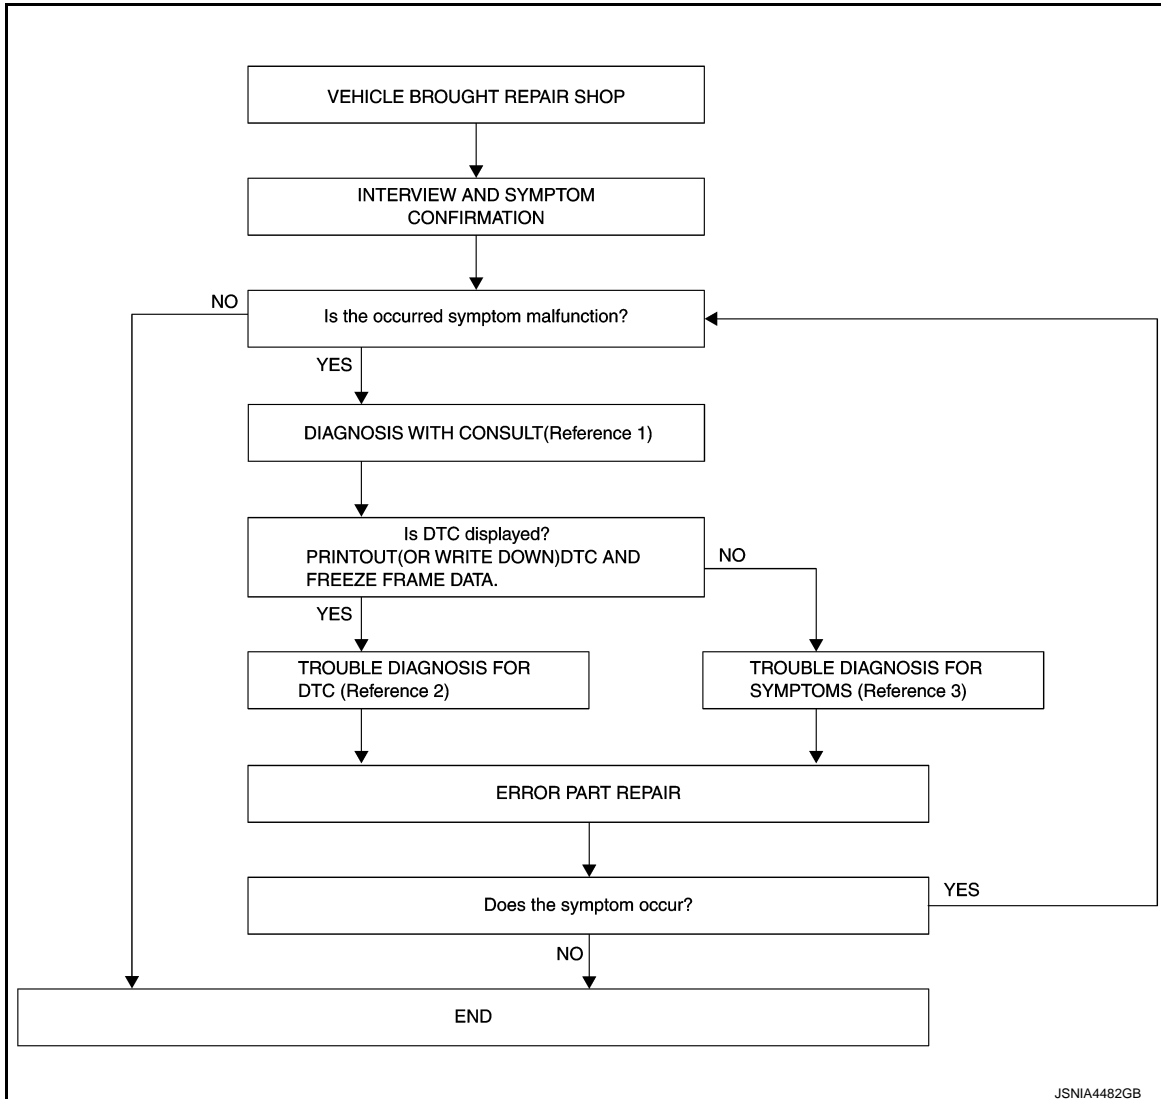 VEHICLE BROUGHT REPAIR SHOP
INTERVIEW AND SYMPTOM
CONFIRMATION
NO
Is the occurred symptom malfunction?
YES
DIAGNOSIS WITH CONSULT(Reference 1)
Is DTC displayed?
PRINTOUT(OR WRITE DOWN)DTC AND
FREEZE FRAME DATA.
NO
YES
TROUBLE DIAGNOSIS FOR
DTC (Reference 2)
TROUBLE DIAGNOSIS FOR
SYMPTOMS (Reference 3)
ERROR PART REPAIR
Does the symptom occur?
YES
NO
END
JSNIA4482GB